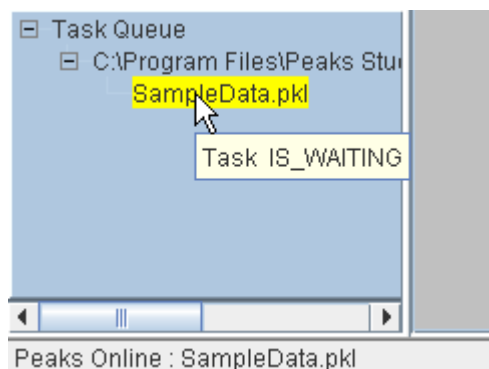 Task Queue
C:\Program Files\Peaks Stu
SampleData.pkl
Task IS_WAITING
Peaks Online : SampleData.pkl